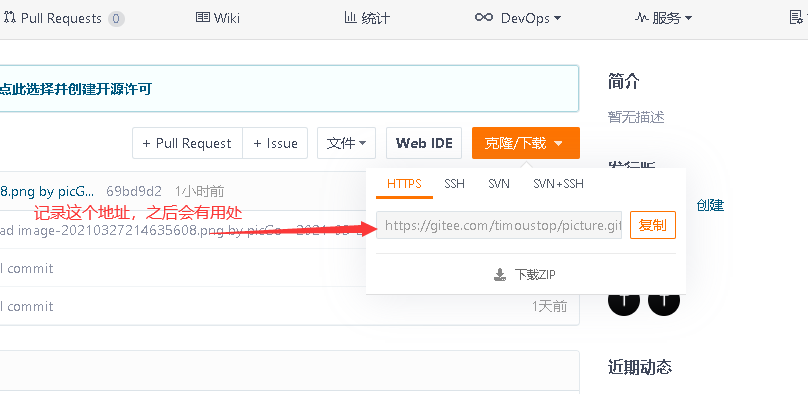 Pull Requests 0
Wiki
统计
DevOps
服务
点此选择并创建开源许可
简介
暂无描述
+ Pull Request
+ Issue
文件
Web IDE
克隆/下载
HTTPS
SSH
SVN
SVN+SSH
8.png by picG... 69bd9d2 1小时前
创建
记录这个地址，之后会有用处
https://gitee.com/timoustop/picture.git
复制
ad image-20210327214635608.png by picGo
下载ZIP
l commit
l commit
1天前
近期动态